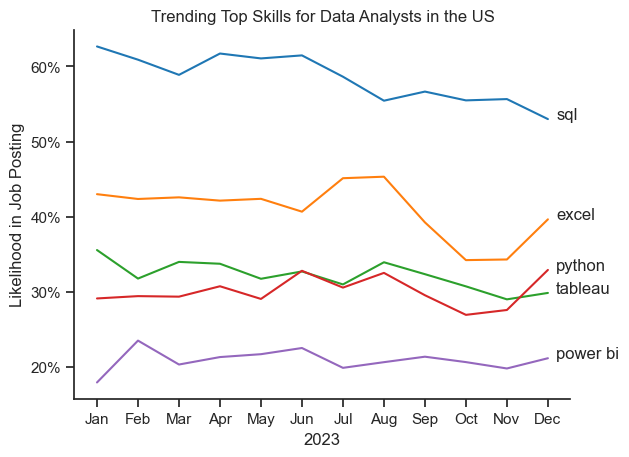 Trending Top Skills for Data Analysts in the US
Likelihood in Job Posting
60%
50%
40%
30%
20%
sql
excel
python
tableau
power bi
Jan Feb Mar Apr May Jun Jul Aug Sep Oct Nov Dec
2023